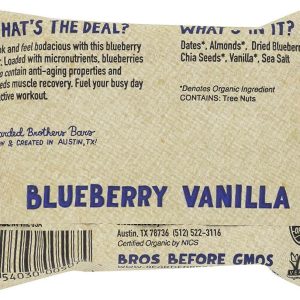 HAT'S THE DEAL?
nk and feel bodacious with this blueberry
r. Loaded with micronutrients, blueberries
o contain anti-aging properties and
eeds muscle recovery. Fuel your busy day
ctive workout.
earded Brothers Bars
N & CREATED IN AUSTIN, TX!
WHAT'S IN IT?
Dates*, Almonds*, Dried Blueberr
Chia Seeds*, Vanilla*, Sea Salt
*Denotes Organic Ingredient
CONTAINS: Tree Nuts
BLUEBERRY VANILLA
Austin, TX 78736 (512) 522-3116
Certified Organic by NICS
BROS BEFORE GMOS